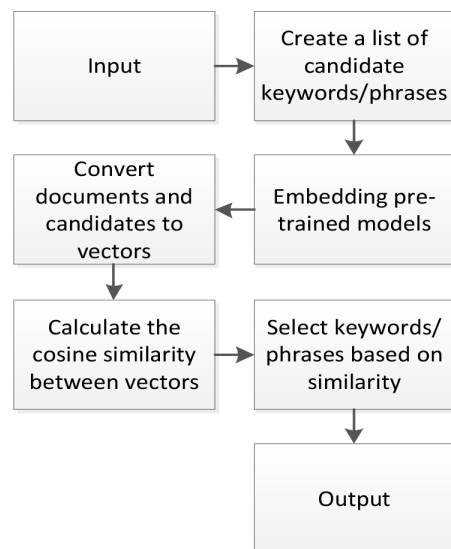 Input
Create a list of
candidate
keywords/phrases
Embedding pre-
trained models
Convert
documents and
candidates to
vectors
Calculate the
cosine similarity
between vectors
Select keywords/
phrases based on
similarity
Output